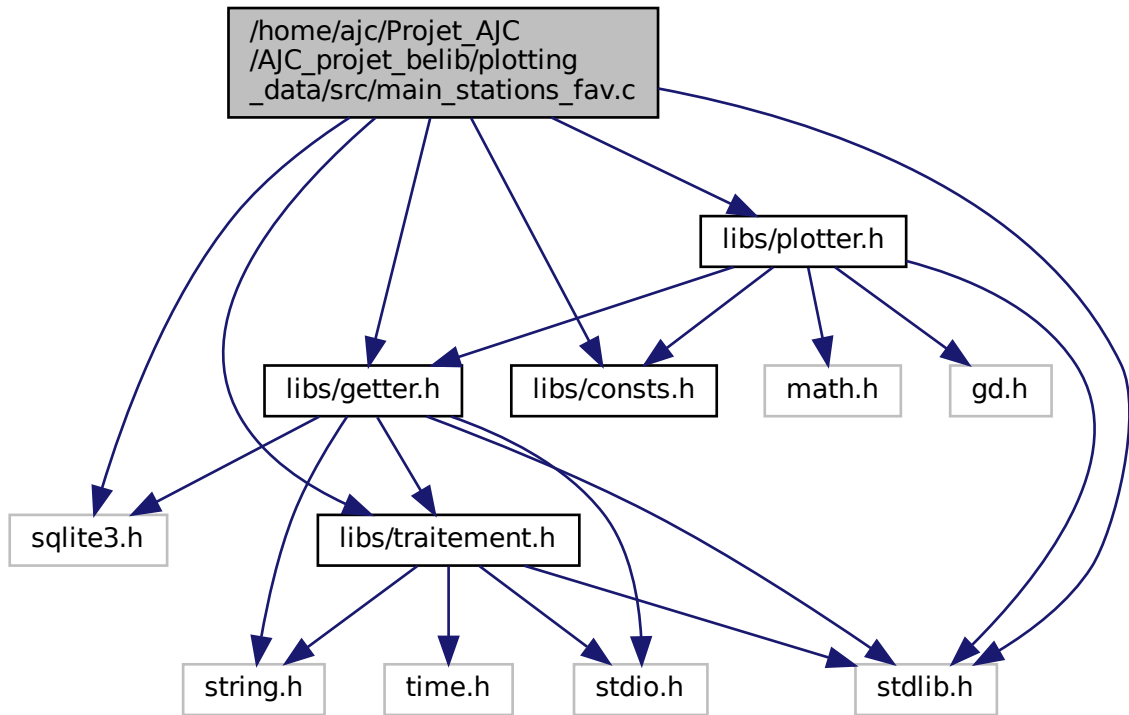 /home/ajc/Projet_AJC
/AJC_projet_belib/plotting
_data/src/main_stations_fav.c
libs/plotter.h
libs/getter.h
libs/consts.h
math.h
gd.h
sqlite3.h
libs/traitement.h
string.h
time.h
stdio.h
stdlib.h